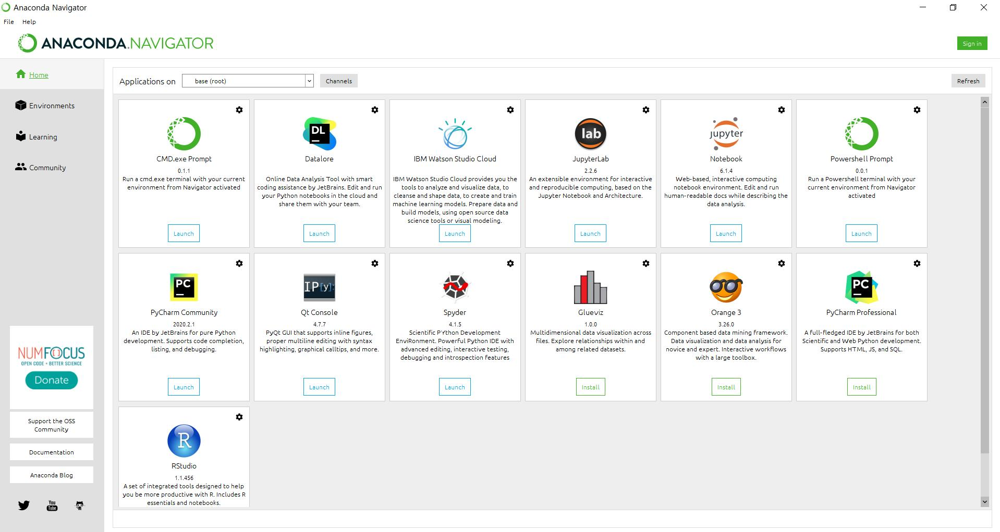 Anaconda Navigator
File Help
ANACONDA.NAVIGATOR
Sign in
Home
Environments
Learning
Community
NUMFOCUS
OPEN CODE • BETTER SCIENCE
Donate
Support the OSS
Community
Documentation
Anaconda Blog
You
Tube
Applications on base (root) Channels Refresh
CMD.exe Prompt
0.1.1
Run a cmd.exe terminal with your current
environment from Navigator activated
Launch
DL
Datalore
Online Data Analysis Tool with smart
coding assistance by JetBrains. Edit and run
your Python notebooks in the cloud and
share them with your team.
Launch
IBM Watson Studio Cloud
IBM Watson Studio Cloud provides you the
tools to analyze and visualize data, to
cleanse and shape data, to create and train
machine learning models. Prepare data and
build models, using open source data
science tools or visual modeling.
Launch
lab
JupyterLab
2.2.6
An extensible environment for interactive
and reproducible computing, based on the
Jupyter Notebook and Architecture.
Launch
jupyter
Notebook
6.1.4
Web-based, interactive computing
notebook environment. Edit and run
human-readable docs while describing the
data analysis.
Launch
Powershell Prompt
0.0.1
Run a Powershell terminal with your
current environment from Navigator
activated
Launch
PC
PyCharm Community
2020.2.1
An IDE by JetBrains for pure Python
development. Supports code completion,
listing, and debugging.
Launch
IP[y]:
Qt Console
4.7.7
PyQt GUI that supports inline figures,
proper multiline editing with syntax
highlighting, graphical calltips, and more.
Launch
Spyder
4.1.5
Scientific PYthon Development
EnviRonment. Powerful Python IDE with
advanced editing, interactive testing,
debugging and introspection features
Launch
Glueviz
1.0.0
Multidimensional data visualization across
files. Explore relationships within and
among related datasets.
Install
Orange 3
3.26.0
Component based data mining framework.
Data visualization and data analysis for
novice and expert. Interactive workflows
with a large toolbox.
Install
PC
PyCharm Professional
A full-fledged IDE by JetBrains for both
Scientific and Web Python development.
Supports HTML, JS, and SQL.
Install
R
RStudio
1.1.456
A set of integrated tools designed to help
you be more productive with R. Includes R
essentials and notebooks.